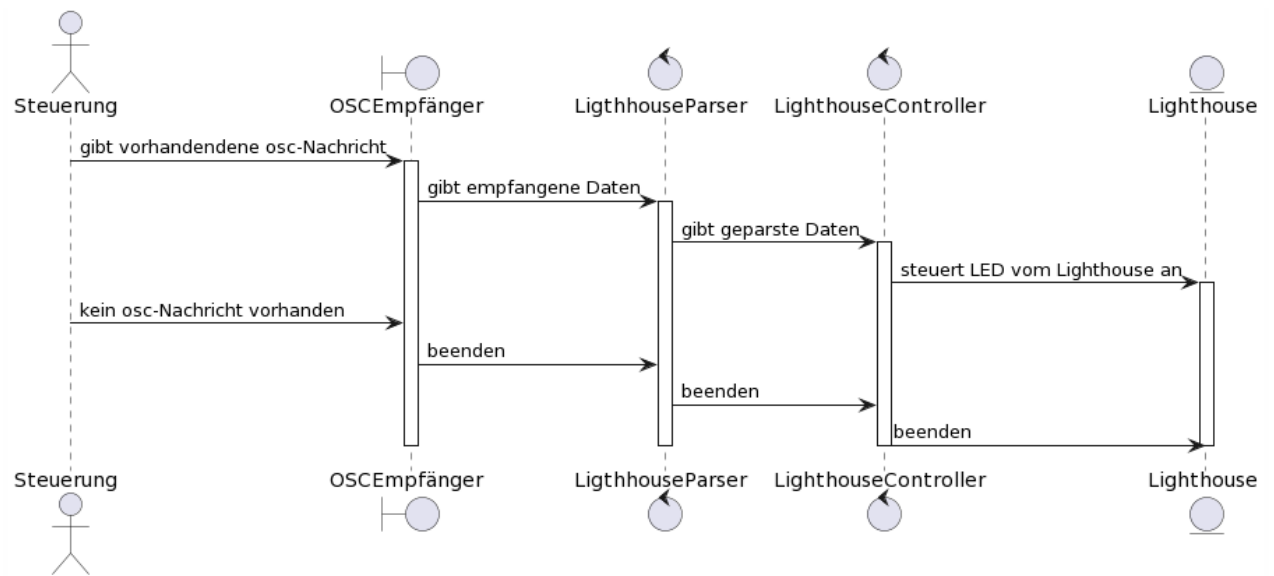 Steuerung
OSCEmpfänger
LigthhouseParser
LighthouseController
Lighthouse
gibt vorhandendene osc-Nachricht
gibt empfangene Daten
gibt geparste Daten
steuert LED vom Lighthouse an
kein osc-Nachricht vorhanden
beenden
beenden
beenden
Steuerung
OSCEmpfänger
LigthhouseParser
LighthouseController
Lighthouse